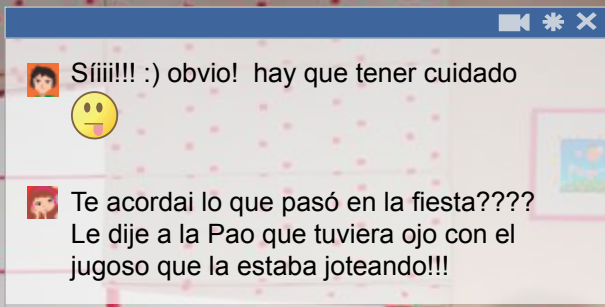 Síiii!!! :) obvio!  hay que tener cuidado
Te acordai lo que pasó en la fiesta????
Le dije a la Pao que tuviera ojo con el
jugoso que la estaba joteando!!!